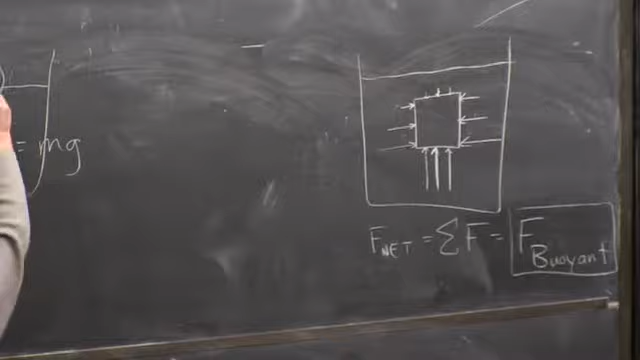 = mg
F_NET = ΣF = F_Buoyant